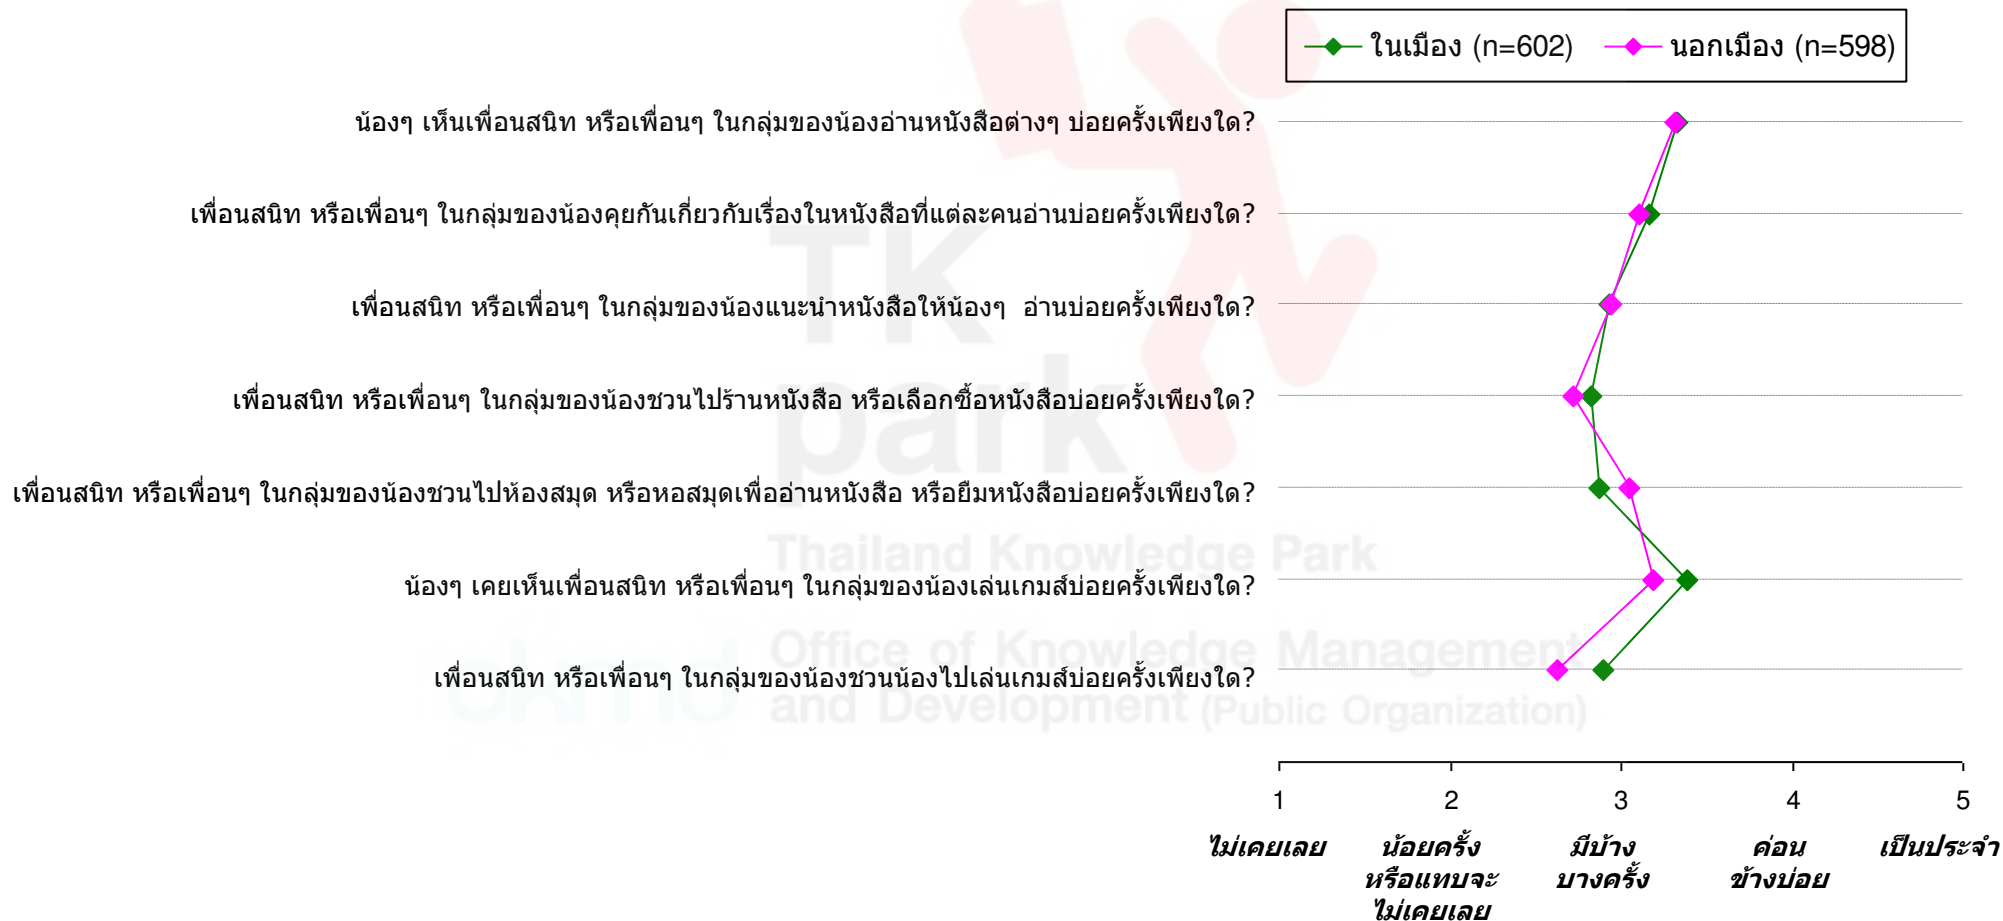 ในเมือง (n=602) นอกเมือง (n=598)
น้องๆ เห็นเพื่อนสนิท หรือเพื่อนๆ ในกลุ่มของน้องอ่านหนังสือต่างๆ บ่อยครั้งเพียงใด?
เพื่อนสนิท หรือเพื่อนๆ ในกลุ่มของน้องคุยกันเกี่ยวกับเรื่องในหนังสือที่แต่ละคนอ่านบ่อยครั้งเพียงใด?
TK
เพื่อนสนิท หรือเพื่อนๆ ในกลุ่มของน้องแนะนำหนังสือให้น้องๆ  อ่านบ่อยครั้งเพียงใด?
park
เพื่อนสนิท หรือเพื่อนๆ ในกลุ่มของน้องชวนไปร้านหนังสือ หรือเลือกซื้อหนังสือบ่อยครั้งเพียงใด?
เพื่อนสนิท หรือเพื่อนๆ ในกลุ่มของน้องชวนไปห้องสมุด หรือหอสมุดเพื่ออ่านหนังสือ หรือยืมหนังสือบ่อยครั้งเพียงใด?
Thailand Knowledge Park
น้องๆ เคยเห็นเพื่อนสนิท หรือเพื่อนๆ ในกลุ่มของน้องเล่นเกมส์บ่อยครั้งเพียงใด?
okmd
Office of Knowledge Management
เพื่อนสนิท หรือเพื่อนๆ ในกลุ่มของน้องชวนน้องไปเล่นเกมส์บ่อยครั้งเพียงใด?
and Development (Public Organization)
1 2 3 4 5
ไม่เคยเลย น้อยครั้ง มีบ้าง ค่อน เป็นประจำ
หรือแทบจะ บางครั้ง ข้างบ่อย
ไม่เคยเลย